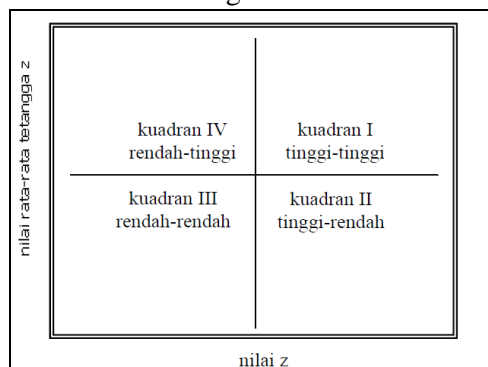 nilai rata-rata tetangga z
kuadran IV
rendah-tinggi
kuadran I
tinggi-tinggi
kuadran III
rendah-rendah
kuadran II
tinggi-rendah
nilai z